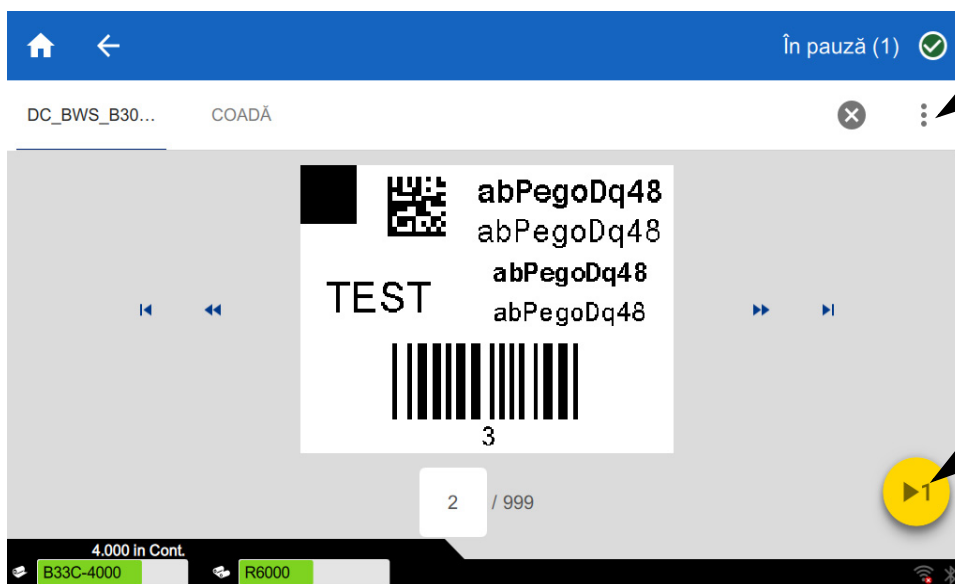 În pauză (1)
DC_BWS_B30... COADĂ
abPegoDq48
abPegoDq48
abPegoDq48
TEST
abPegoDq48
3
1
2 / 999
4.000 in Cont.
B33C-4000 R6000